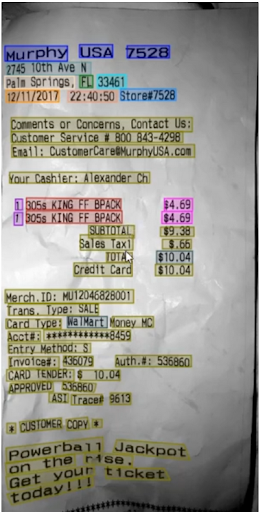 Murphy USA 7528
2745 10th Ave N
Palm Springs, FL 33461
12/11/2017 22:40:50 Store#7528
Comments or Concerns, Contact Us:
Customer Service # 800 843-4298
Email: CustomerCare@MurphyUSA.com
Your Cashier: Alexander Ch
1 305s KING FF BPACK $4.69
1 305s KING FF BPACK $4.69
SUBTOTAL $9.38
Sales Tax1 $.66
TOTAL $10.04
Credit Card $10.04
Merch.ID: MU12046828001
Trans. Type: SALE
Card Type: WalMart Money MC
Acct#: ************8459
Entry Method: S
Invoice#: 436079 Auth.#: 536860
CARD TENDER: $ 10.04
APPROVED 536860
ASI Trace# 9613
* CUSTOMER COPY *
Powerball Jackpot
on the rise.
Get your ticket
today!!!